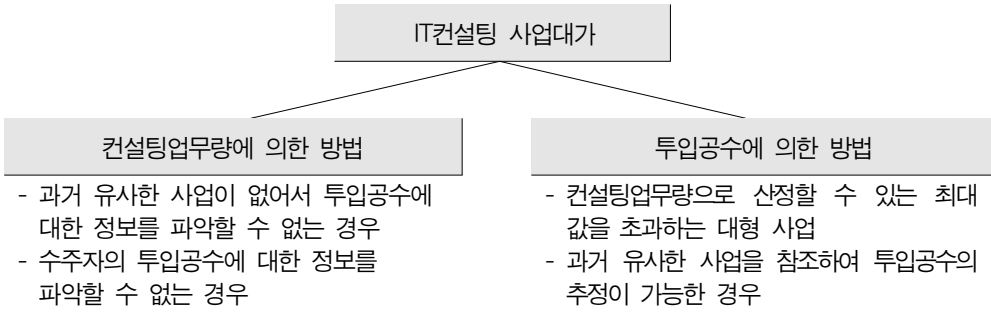 IT컨설팅 사업대가
컨설팅업무량에 의한 방법
- 과거 유사한 사업이 없어서 투입공수에
대한 정보를 파악할 수 없는 경우
- 수주자의 투입공수에 대한 정보를
파악할 수 없는 경우
투입공수에 의한 방법
- 컨설팅업무량으로 산정할 수 있는 최대
값을 초과하는 대형 사업
- 과거 유사한 사업을 참조하여 투입공수의
추정이 가능한 경우